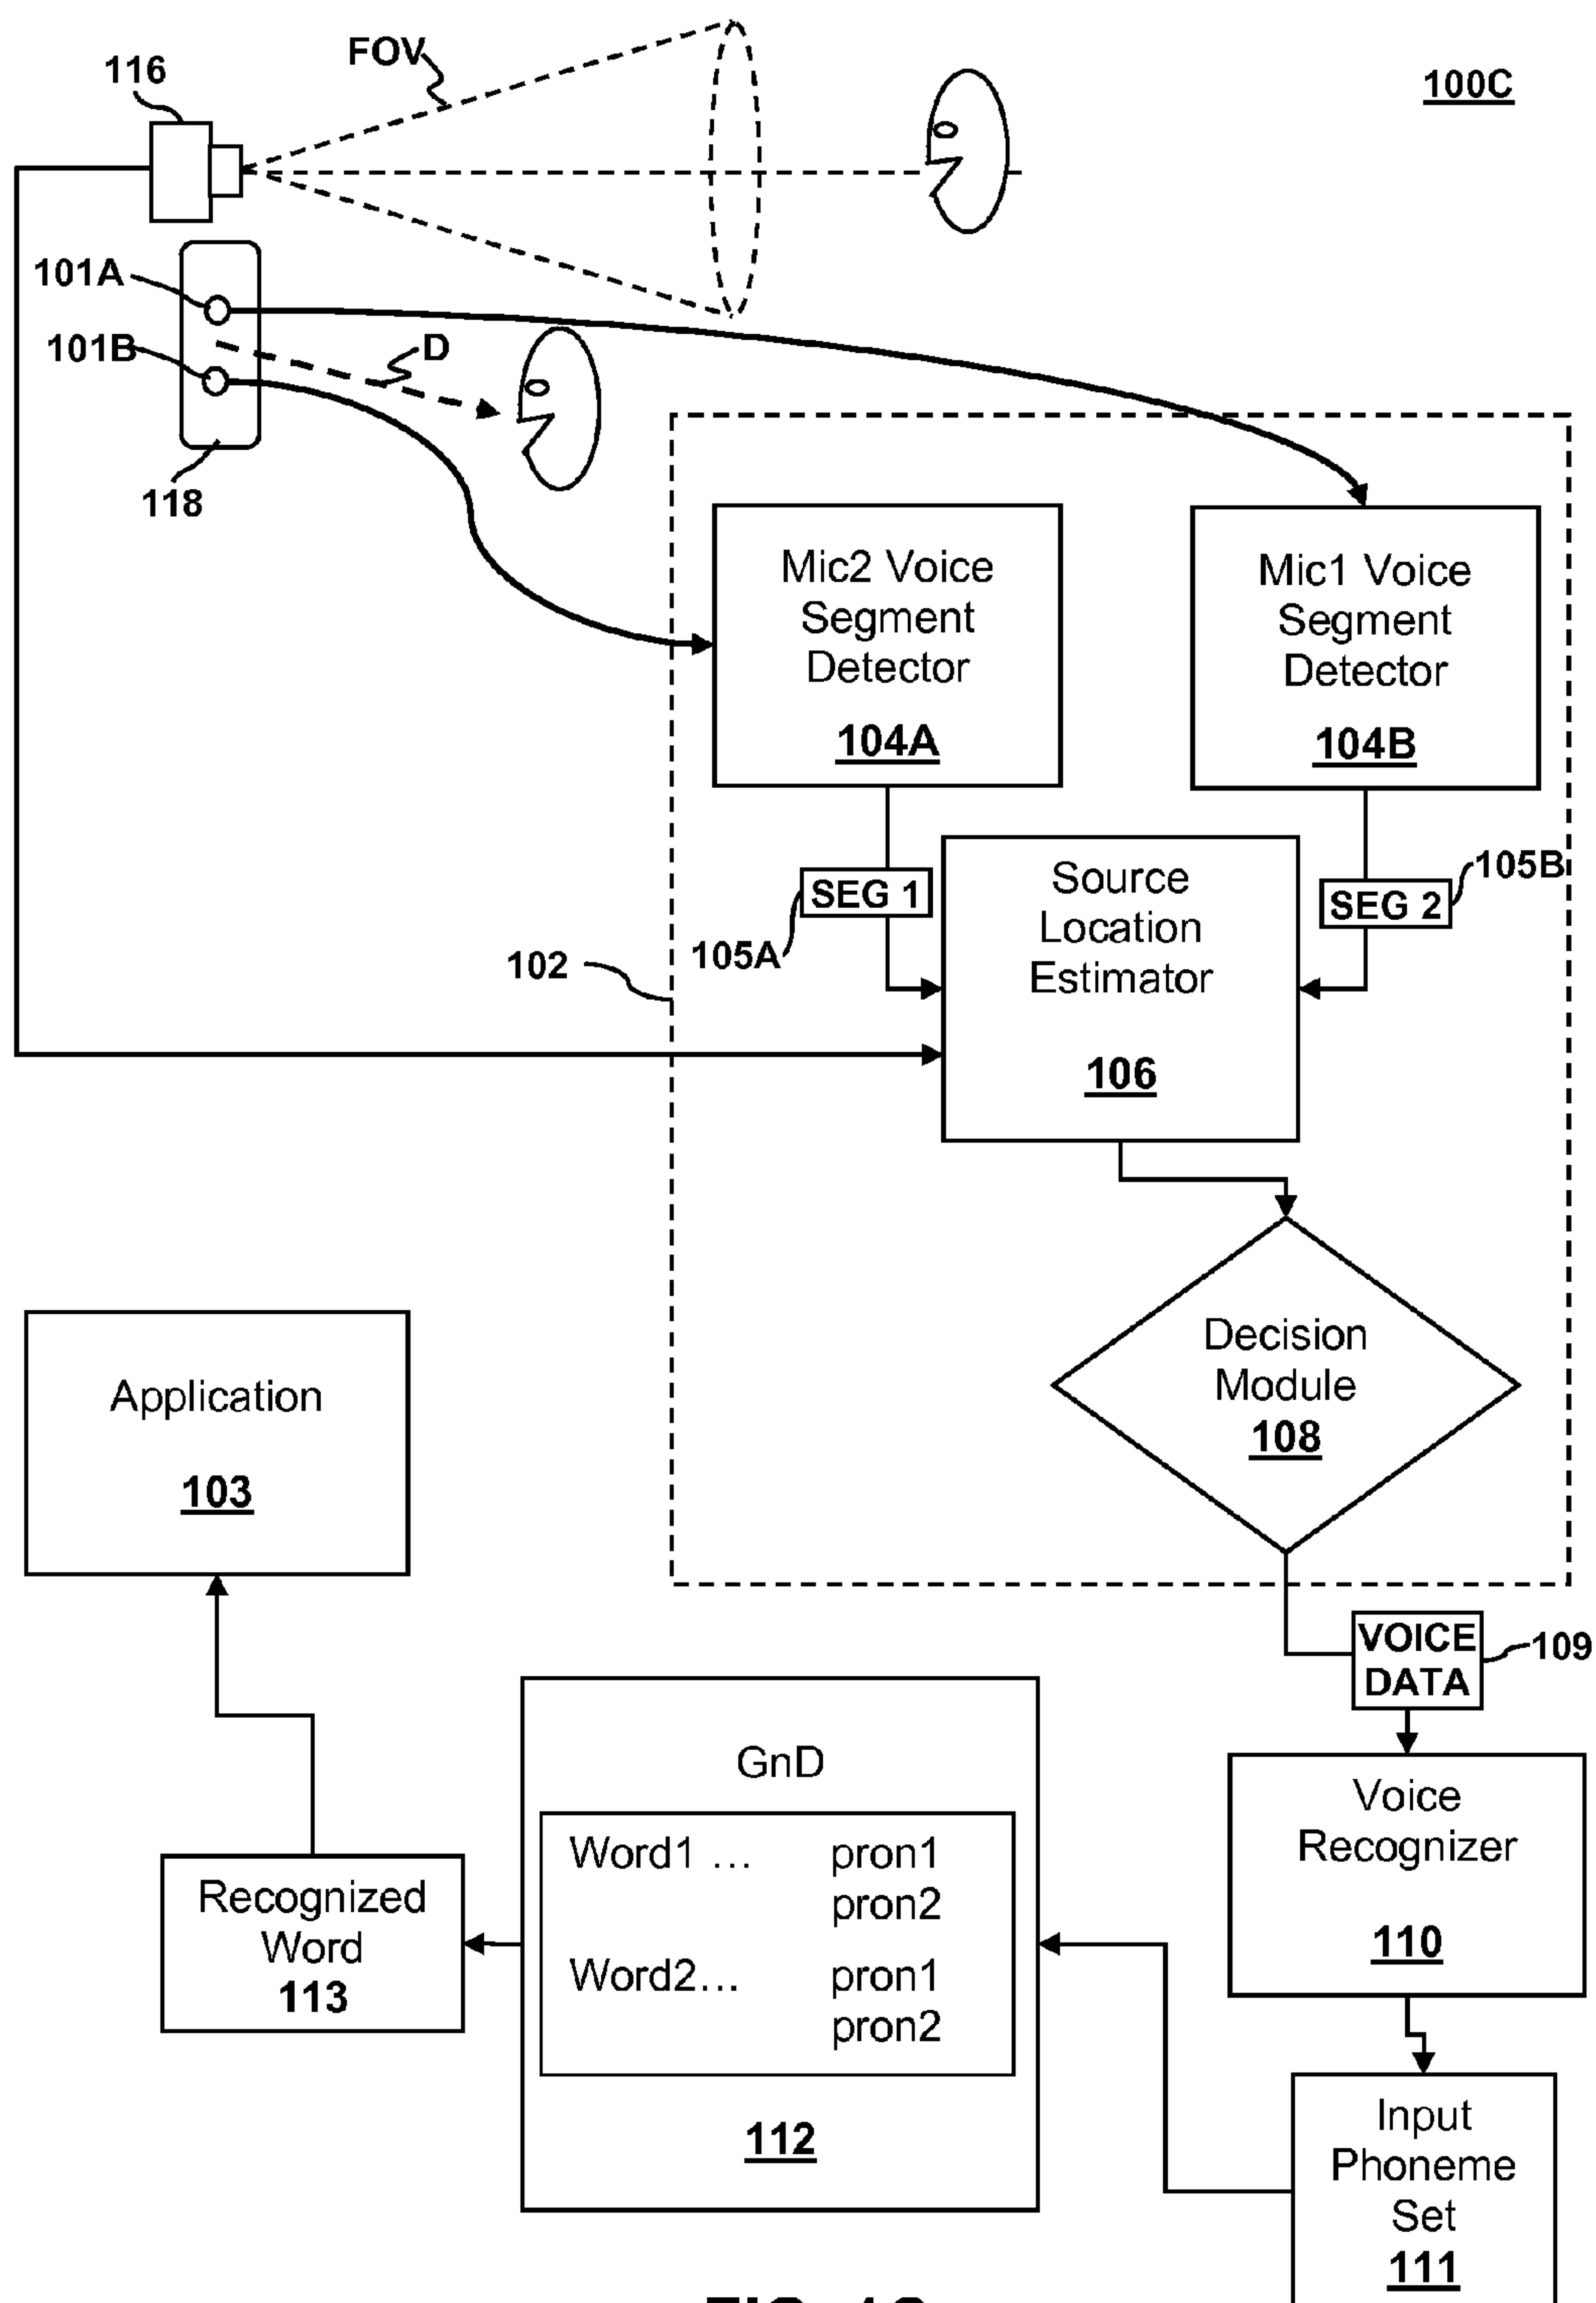 FOV
116
100C
101A
101B
D
118
Mic2 Voice
Segment
Detector
104A
Mic1 Voice
Segment
Detector
104B
SEG 1
105A
Source
Location
Estimator
106
SEG 2
105B
102
Decision
Module
108
Application
103
VOICE
DATA
109
GnD
Word1 ... pron1
pron2
Word2... pron1
pron2
112
Voice
Recognizer
110
Recognized
Word
113
Input
Phoneme
Set
111